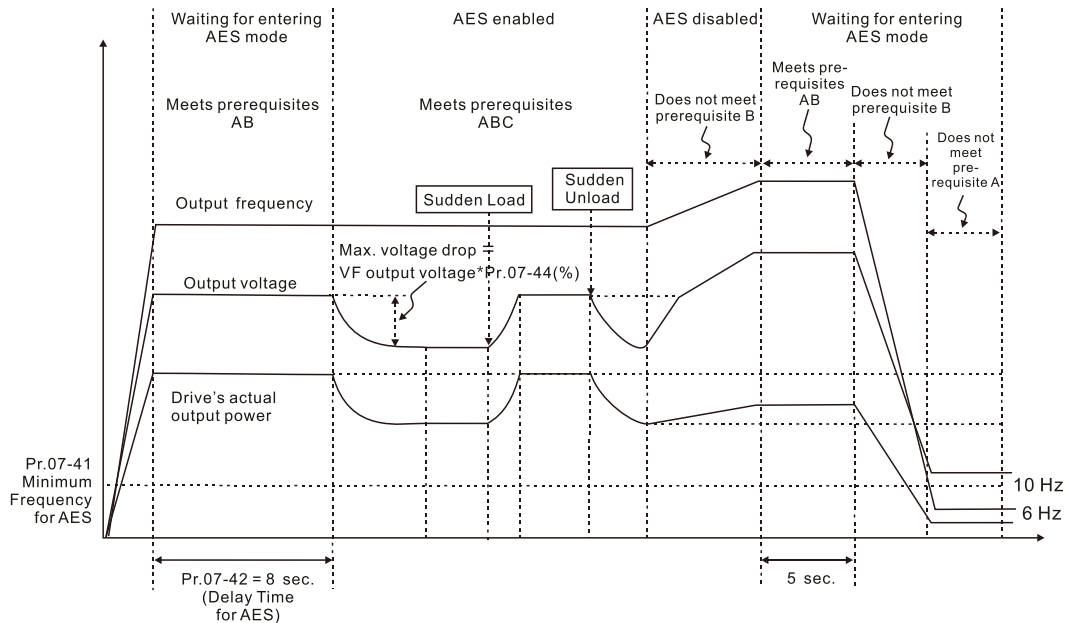 Waiting for entering
AES mode
AES enabled
AES disabled
Waiting for entering
AES mode
Meets prerequisites
AB
Meets prerequisites
ABC
Does not meet
prerequisite B
Meets pre-
requisites
AB
Does not meet
prerequisite B
Does not
meet
pre-
requisite A
Output frequency
Sudden Load
Sudden
Unload
Max. voltage drop ≒
VF output voltage*Pr.07-44(%)
Output voltage
Drive's actual
output power
Pr.07-41
Minimum
Frequency
for AES
10 Hz
6 Hz
Pr.07-42 = 8 sec.
(Delay Time
for AES)
5 sec.